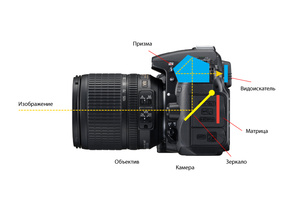 Призма
Видоискатель
Изображение
Матрица
Объектив
Камера
Зеркало